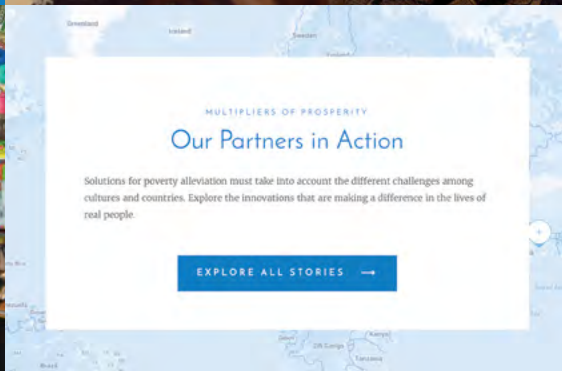 Greenland
Iceland
Sweden
MULTIPLIERS OF PROSPERITY
Our Partners in Action
Solutions for poverty alleviation must take into account the different challenges among
cultures and countries. Explore the innovations that are making a difference in the lives of
real people.
EXPLORE ALL STORIES
Kenya
DR Congo
Tanzania
Brazil